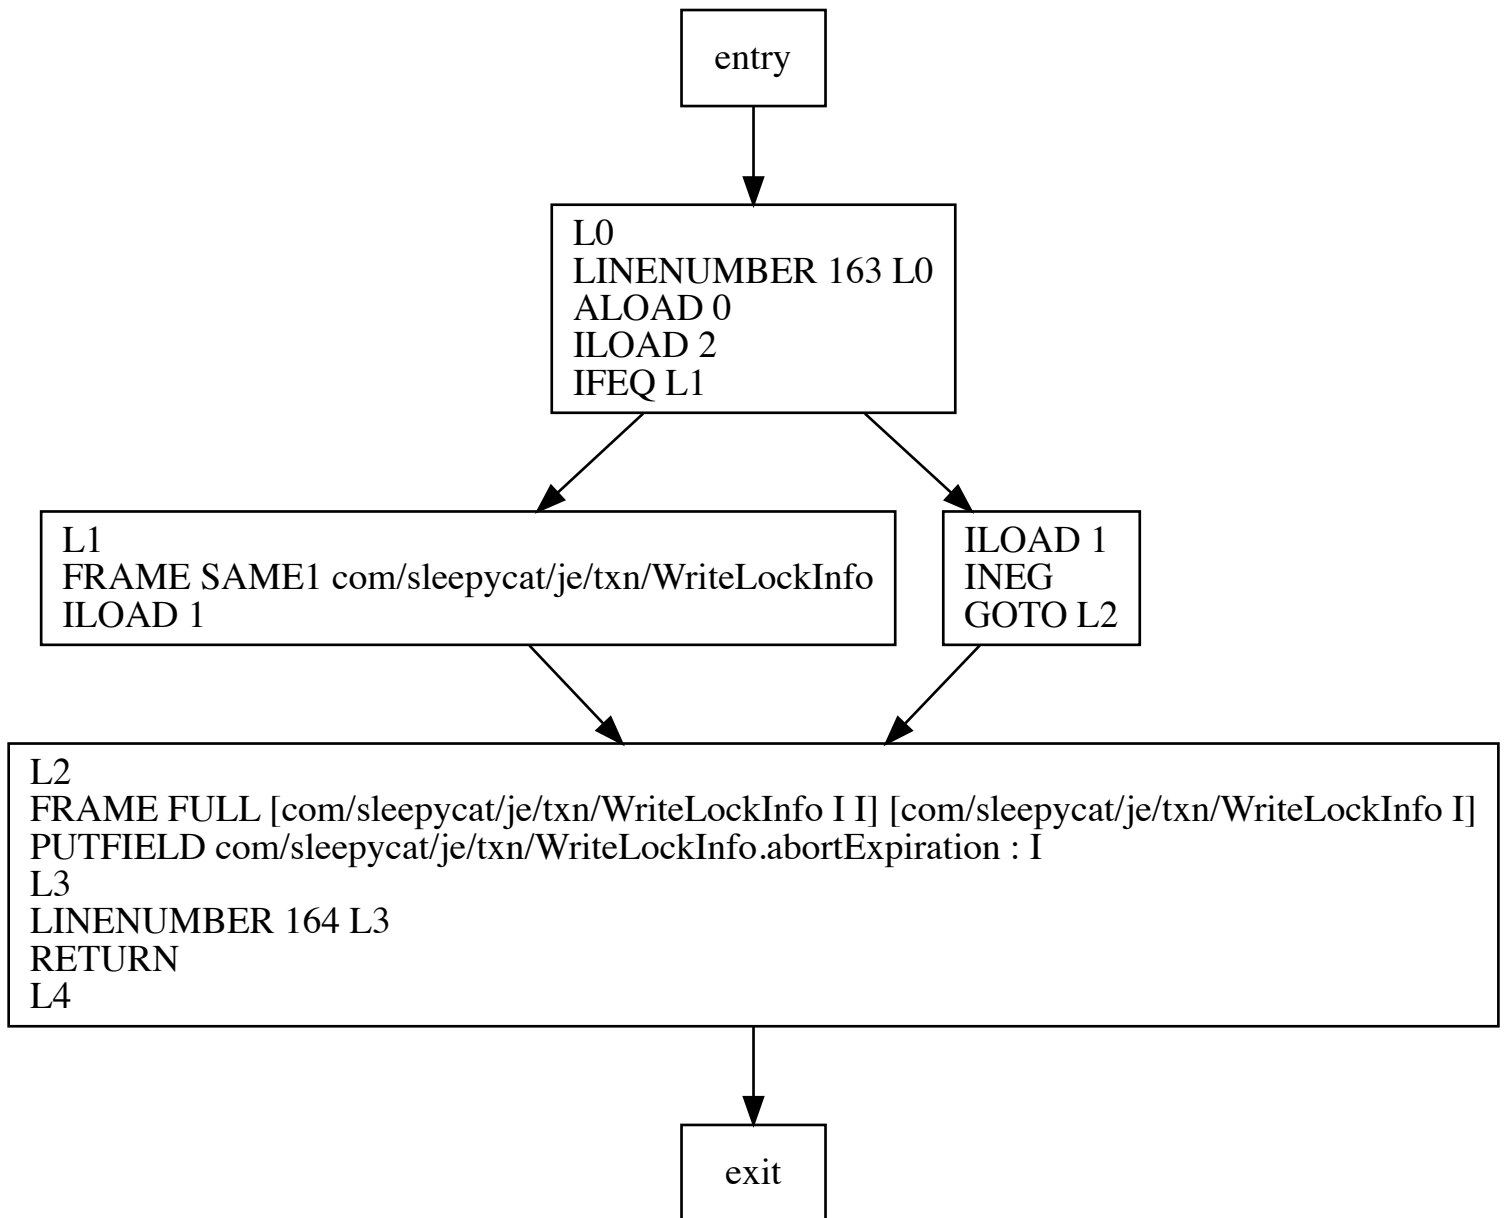 entry
L0
LINENUMBER 163 L0
ALOAD 0
ILOAD 2
IFEQ L1
L1
FRAME SAME1 com/sleepycat/je/txn/WriteLockInfo
ILOAD 1
ILOAD 1
INEG
GOTO L2
L2
FRAME FULL [com/sleepycat/je/txn/WriteLockInfo I I] [com/sleepycat/je/txn/WriteLockInfo I]
PUTFIELD com/sleepycat/je/txn/WriteLockInfo.abortExpiration : I
L3
LINENUMBER 164 L3
RETURN
L4
exit